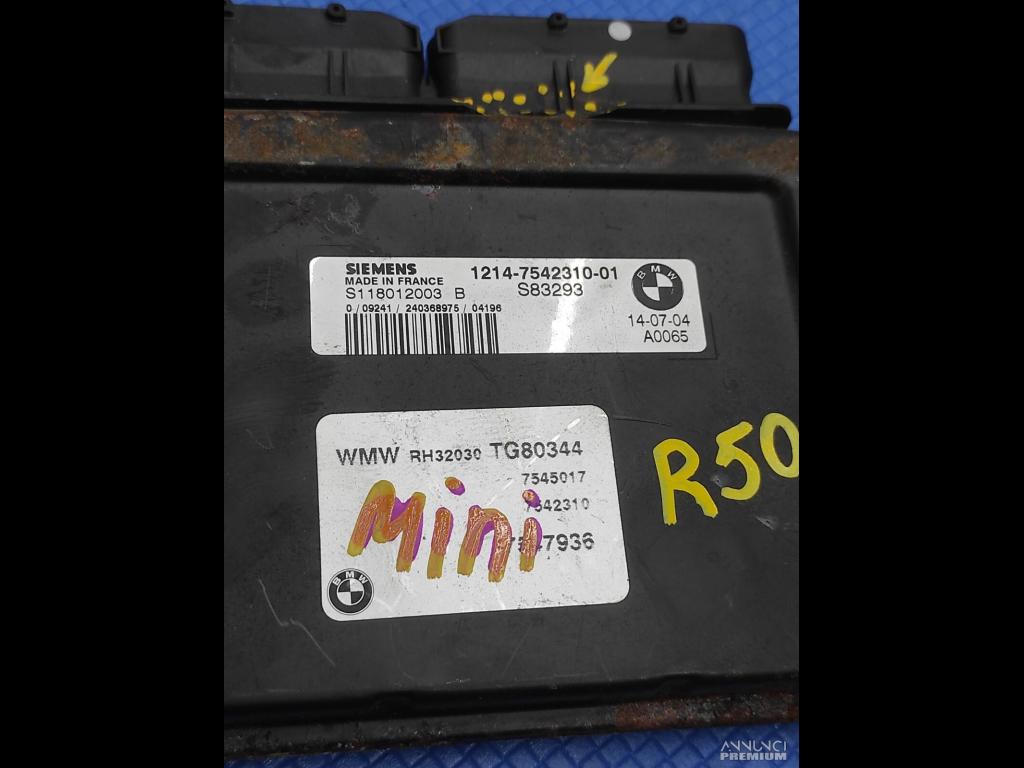 SIEMENS
MADE IN FRANCE
S118012003 B
0 / 09241 / 240368975 / 04196
1214-7542310-01
S83293
BMW
14-07-04
A0065
WMW RH32030 TG80344
7545017
7542310
Mini
BMW
R50
ANNUNCI
PREMIUM